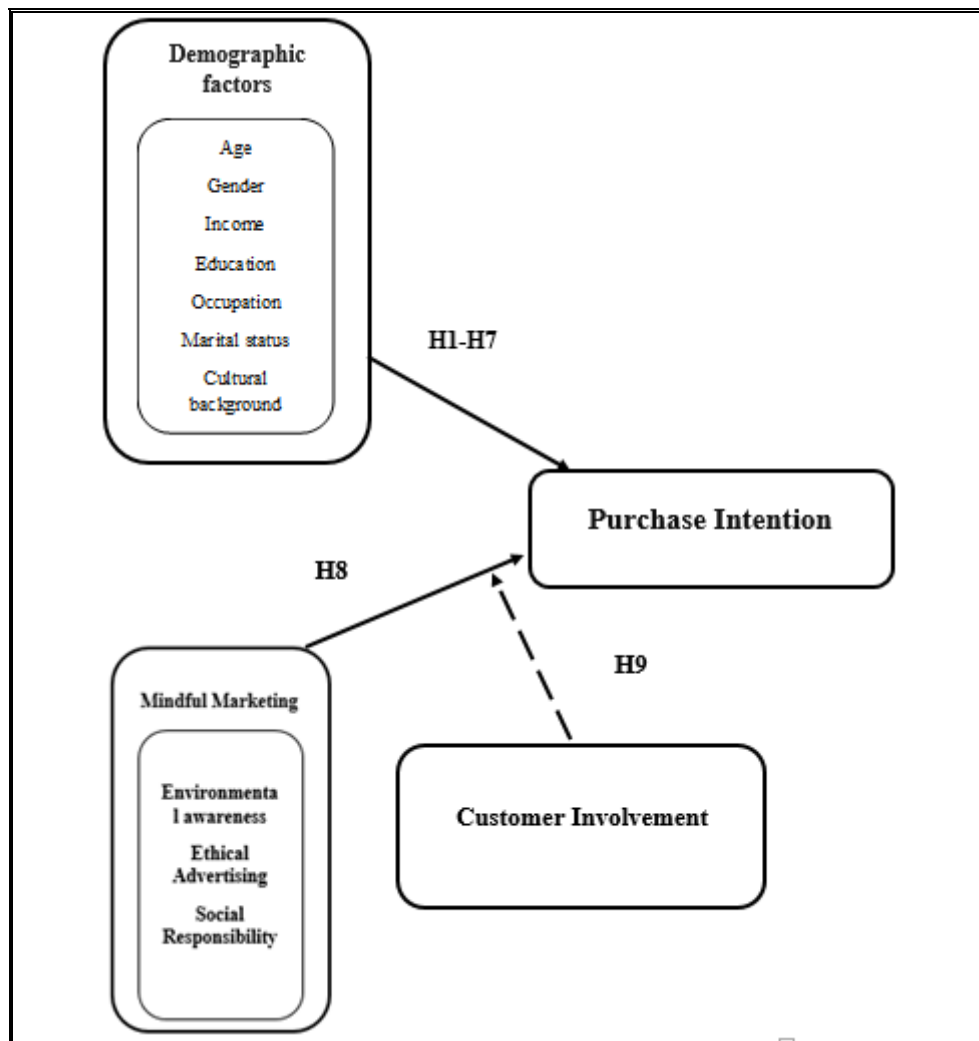 Demographic
factors
Age
Gender
Income
Education
Occupation
Marital status
Cultural
background
H1-H7
Purchase Intention
H8
H9
Mindful Marketing
Environmenta
l awareness
Ethical
Advertising
Social
Responsibility
Customer Involvement